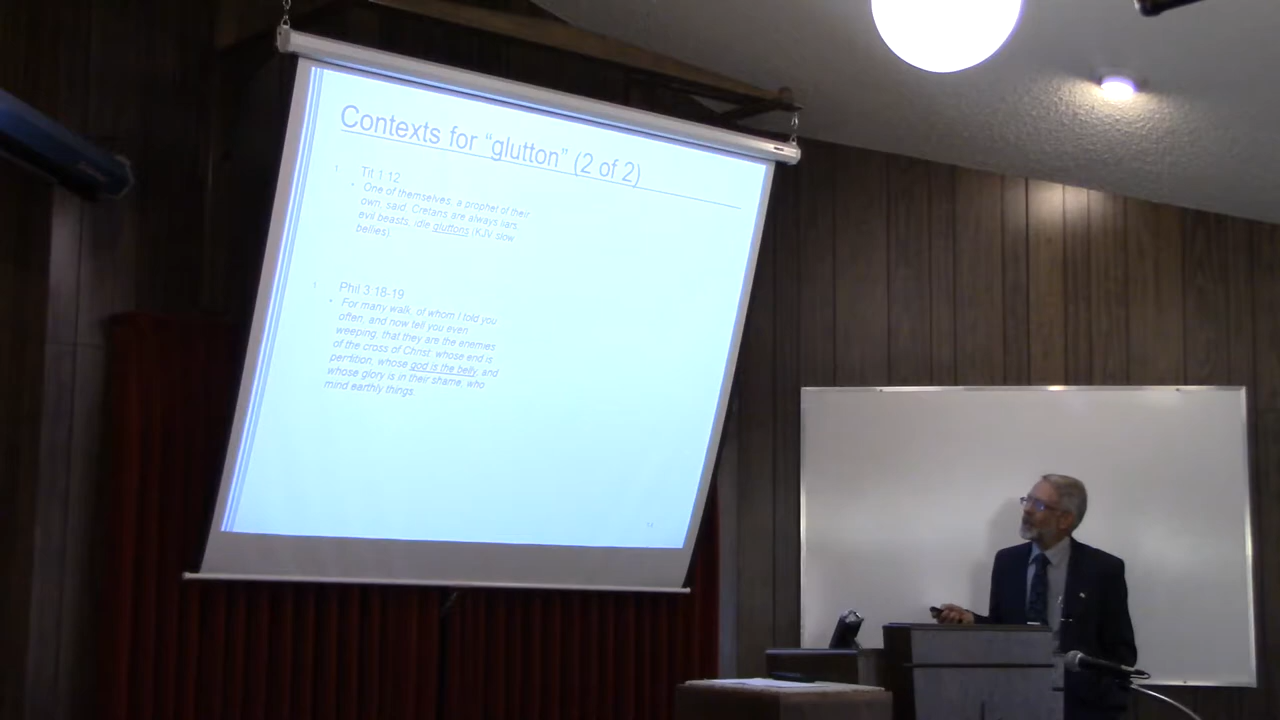 Contexts for "glutton" (2 of 2)
Tit 1 12
One of themselves, a prophet of their
own, said, Cretans are always liars,
evil beasts, idle gluttons (KJV slow
bellies).
Phil 3 18-19
For many walk, of whom I told you
often, and now tell you even
weeping, that they are the enemies
of the cross of Christ, whose end is
perdition, whose god is the belly, and
whose glory is in their shame, who
mind earthly things.